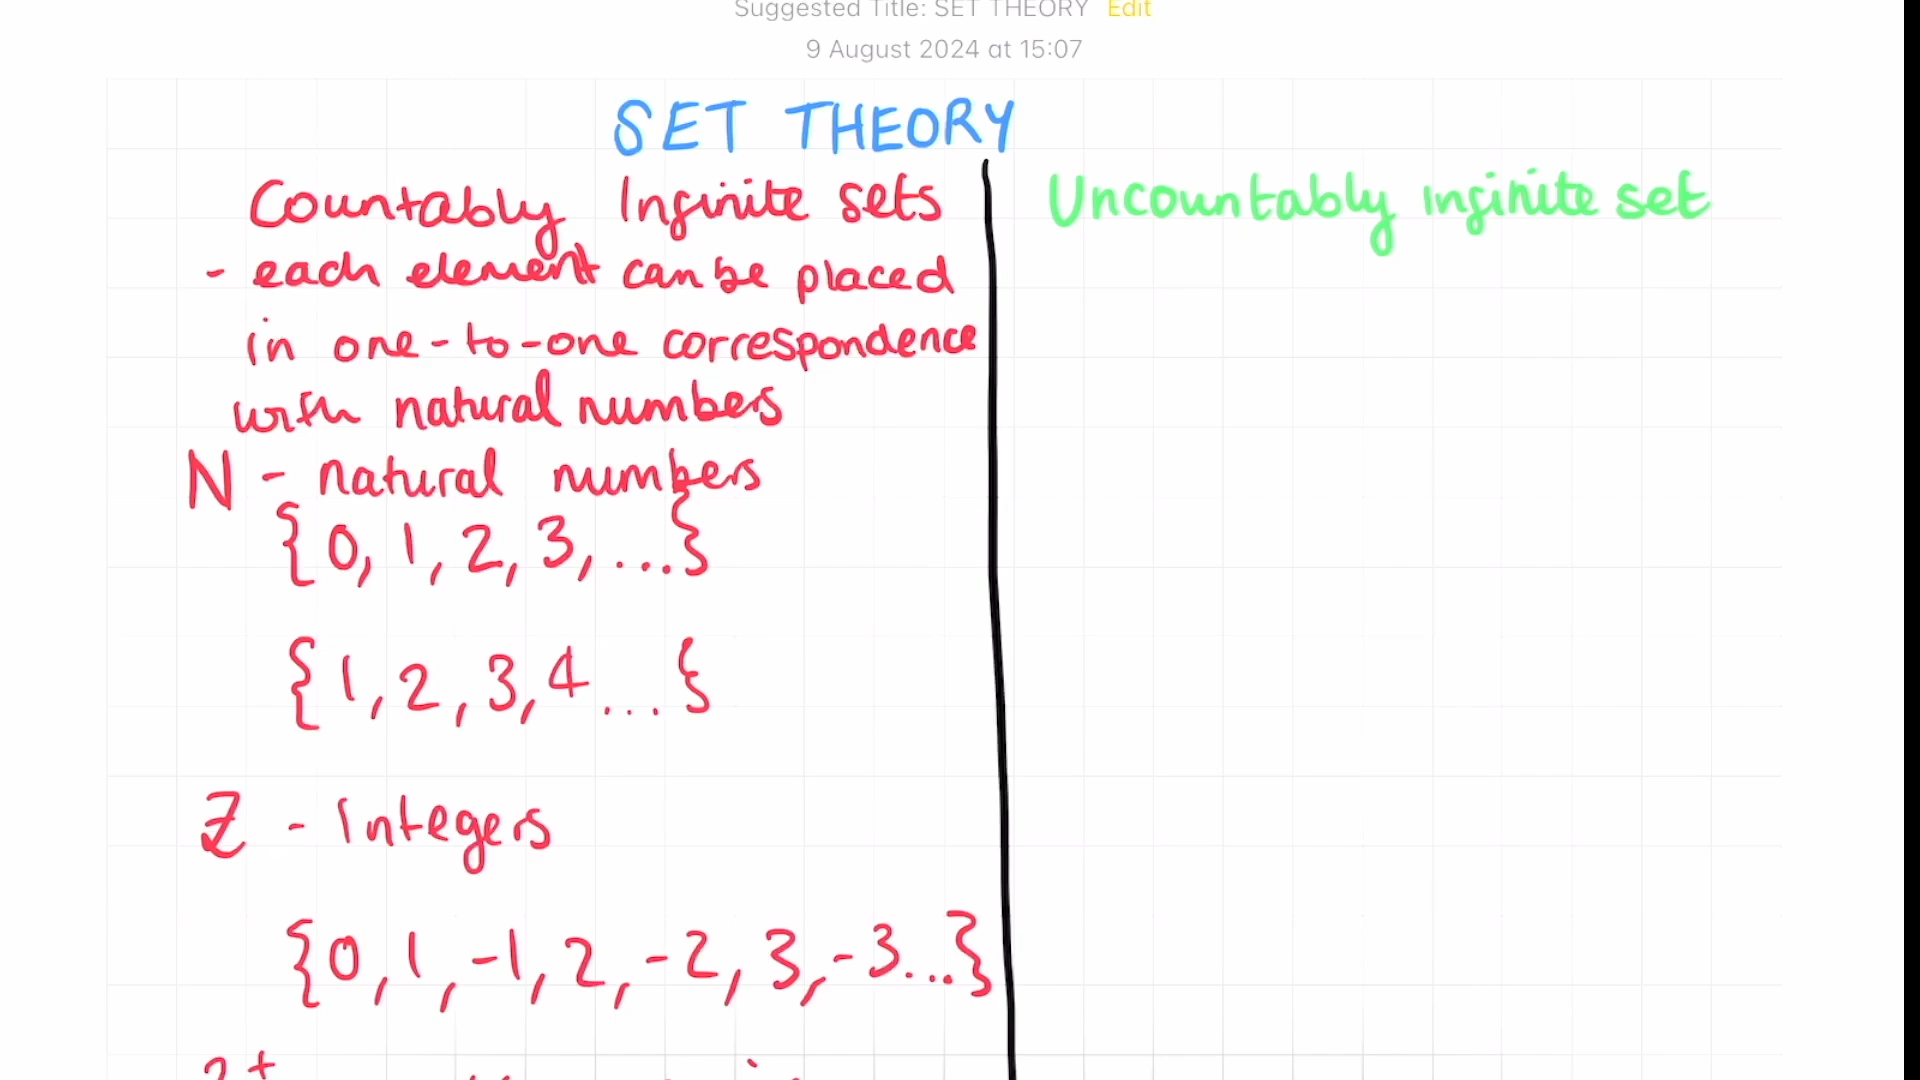 Suggested Title: SET THEORY Edit
9 August 2024 at 15:07
SET THEORY
Countably Infinite sets
- each element can be placed
in one-to-one correspondence
with natural numbers
N - natural numbers
{0, 1, 2, 3, ...}
{1, 2, 3, 4 ...}
Z - Integers
{0, 1, -1, 2, -2, 3, -3...}
Uncountably infinite set